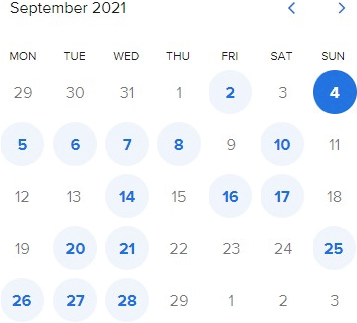 September 2021
MON TUE WED THU FRI SAT SUN
29 30 31 1 2 3 4
5 6 7 8 9 10 11
12 13 14 15 16 17 18
19 20 21 22 23 24 25
26 27 28 29 1 2 3